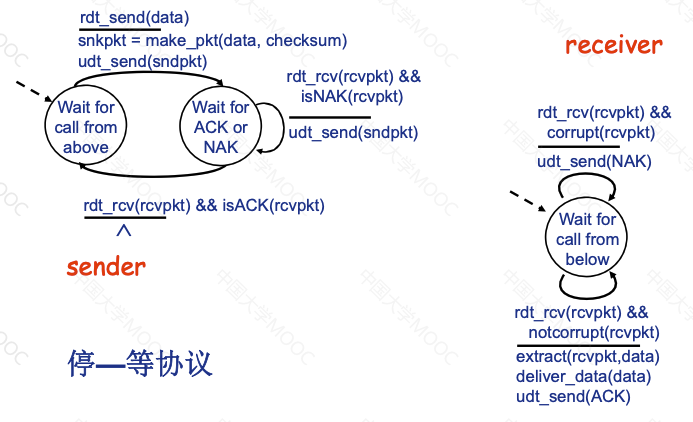 rdt_send(data)
snkpkt = make_pkt(data, checksum)
udt_send(sndpkt)
receiver
rdt_rcv(rcvpkt) &&
isNAK(rcvpkt)
udt_send(sndpkt)
Wait for
call from
above
Wait for
ACK or
NAK
rdt_rcv(rcvpkt) && isACK(rcvpkt)
Λ
sender
停—等协议
rdt_rcv(rcvpkt) &&
corrupt(rcvpkt)
udt_send(NAK)
Wait for
call from
below
rdt_rcv(rcvpkt) &&
notcorrupt(rcvpkt)
extract(rcvpkt,data)
deliver_data(data)
udt_send(ACK)
中国大学MOOC